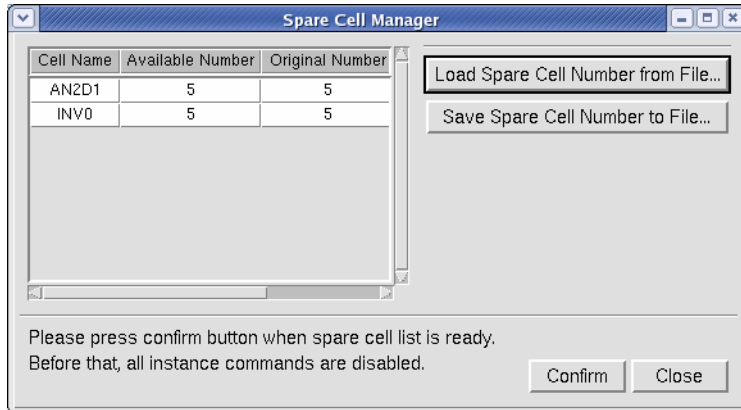 Spare Cell Manager
Cell Name Available Number Original Number
AN2D1 5 5
INV0 5 5
Load Spare Cell Number from File...
Save Spare Cell Number to File...
Please press confirm button when spare cell list is ready.
Before that, all instance commands are disabled.
Confirm Close